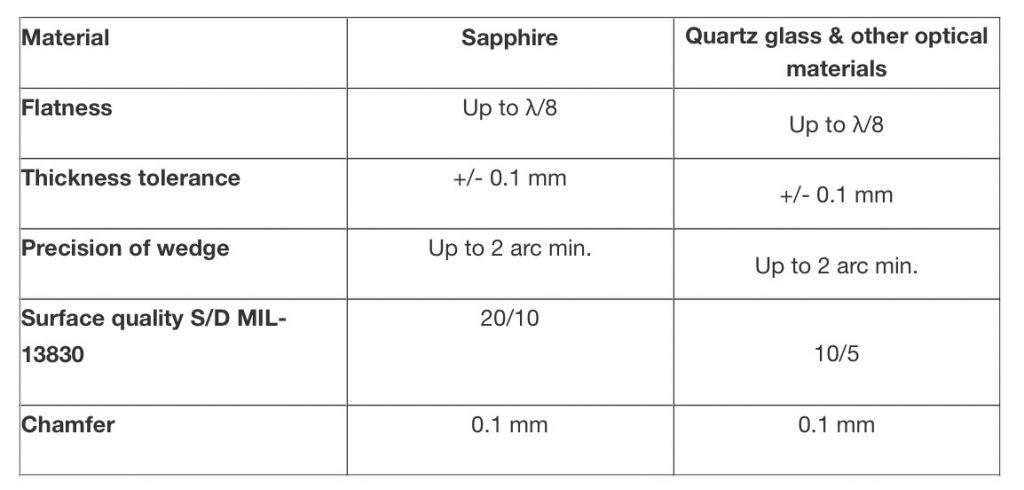 Material Sapphire Quartz glass & other optical
materials
Flatness Up to λ/8 Up to λ/8
Thickness tolerance +/- 0.1 mm +/- 0.1 mm
Precision of wedge Up to 2 arc min. Up to 2 arc min.
Surface quality S/D MIL- 20/10
13830 10/5
Chamfer 0.1 mm 0.1 mm